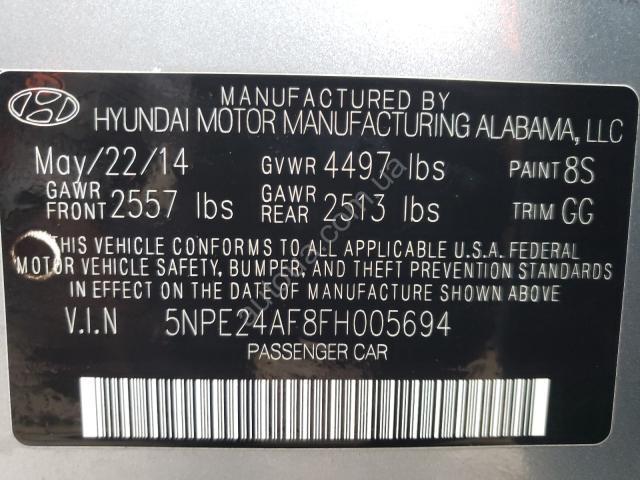 MANUFACTURED BY
HYUNDAI MOTOR MANUFACTURING ALABAMA, LLC
May/22/14 GVWR 4497 lbs PAINT 8S
GAWR FRONT 2557 lbs GAWR REAR 2513 lbs TRIM GG
THIS VEHICLE CONFORMS TO ALL APPLICABLE U.S.A. FEDERAL
MOTOR VEHICLE SAFETY, BUMPER, AND THEFT PREVENTION STANDARDS
IN EFFECT ON THE DATE OF MANUFACTURE SHOWN ABOVE.
V.I.N 5NPE24AF8FH005694
PASSENGER CAR